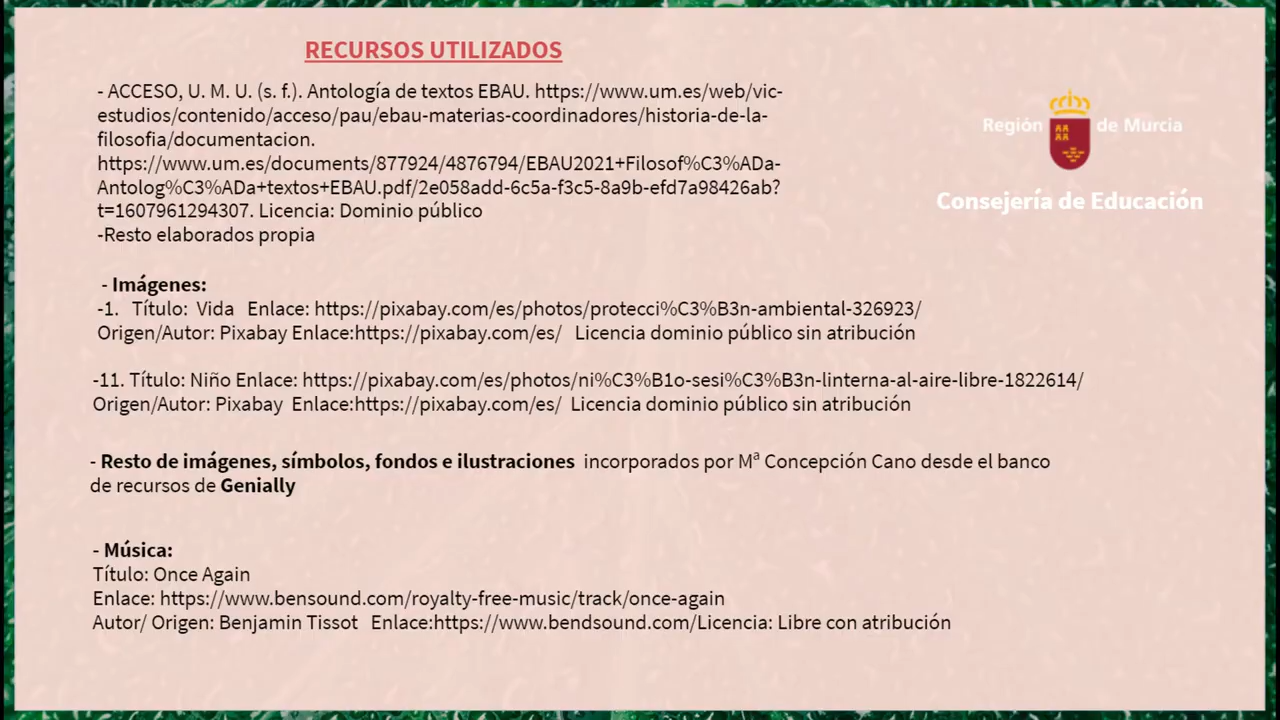 RECURSOS UTILIZADOS
- ACCESO, U. M. U. (s. f.). Antología de textos EBAU. https://www.um.es/web/vic-
estudios/contenido/acceso/pau/ebau-materias-coordinadores/historia-de-la-
filosofia/documentacion.
https://www.um.es/documents/877924/4876794/EBAU2021+Filosof%C3%ADa-
Antolog%C3%ADa+textos+EBAU.pdf/2e058add-6c5a-f3c5-8a9b-efd7a98426ab?
t=1607961294307. Licencia: Dominio público
-Resto elaborados propia
Región de Murcia
Consejería de Educación
- Imágenes:
-1. Título: Vida Enlace: https://pixabay.com/es/photos/protecci%C3%B3n-ambiental-326923/
Origen/Autor: Pixabay Enlace:https://pixabay.com/es/ Licencia dominio público sin atribución
-11. Título: Niño Enlace: https://pixabay.com/es/photos/ni%C3%B1o-sesi%C3%B3n-linterna-al-aire-libre-1822614/
Origen/Autor: Pixabay Enlace:https://pixabay.com/es/ Licencia dominio público sin atribución
- Resto de imágenes, símbolos, fondos e ilustraciones incorporados por Mª Concepción Cano desde el banco
de recursos de Genially
- Música:
Título: Once Again
Enlace: https://www.bensound.com/royalty-free-music/track/once-again
Autor/ Origen: Benjamin Tissot Enlace:https://www.bendsound.com/Licencia: Libre con atribución